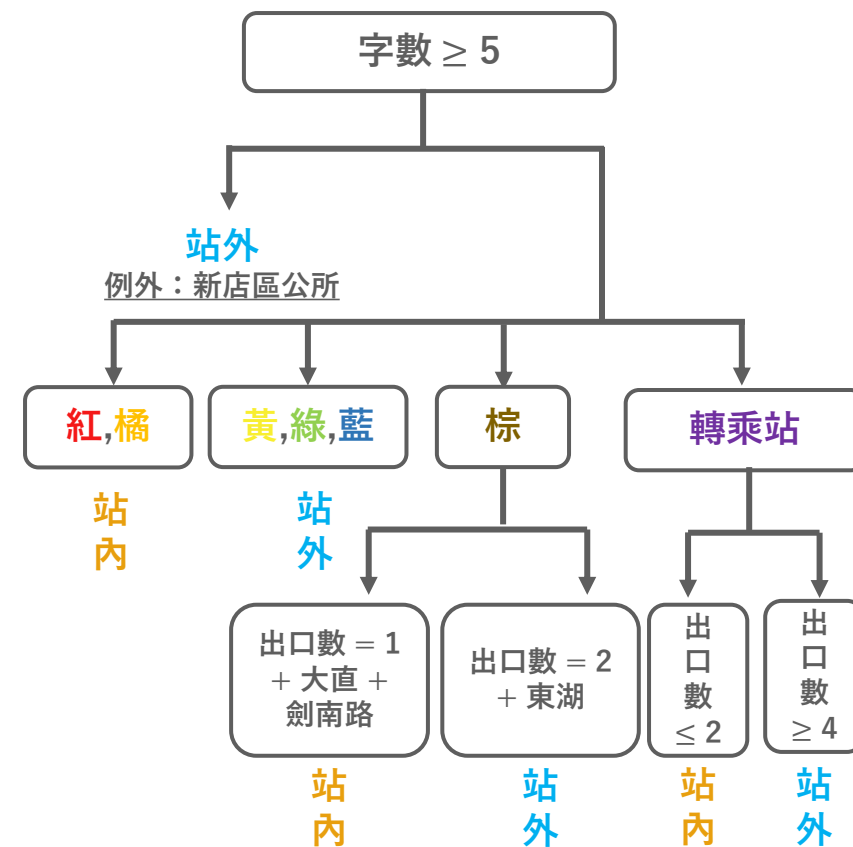 字數 ≥ 5
站外
例外：新店區公所
紅,橘
黃,綠,藍
棕
轉乘站
站
內
站
外
出口數 = 1
+ 大直 +
劍南路
出口數 = 2
+ 東湖
出
口
數
≤ 2
出
口
數
≥ 4
站
內
站
外
站
內
站
外